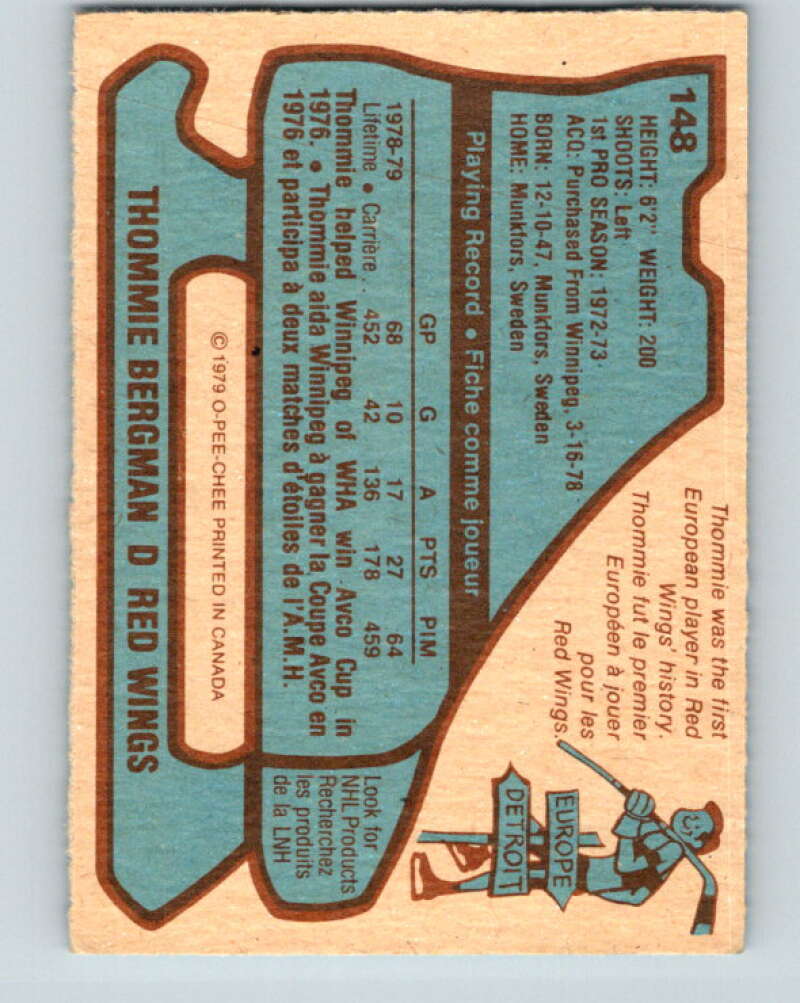 148
HEIGHT: 6'2" WEIGHT: 200
SHOOTS: Left
1st PRO SEASON: 1972-73
ACQ: Purchased From Winnipeg, 3-16-78
BORN: 12-10-47, Munkfors, Sweden
HOME: Munkfors, Sweden
Thommie was the first
European player in Red
Wings' history.
Thommie fut le premier
Européen à jouer
pour les
Red Wings.
EUROPE
DETROIT
Playing Record • Fiche comme joueur
GP G A PTS PIM
1978-79 68 10 17 27 64
Lifetime • Carrière . . 452 42 136 178 459
Thommie helped Winnipeg of WHA win Avco Cup in
1976. • Thommie aida Winnipeg à gagner la Coupe Avco en
1976 et participa à deux matches d'étoiles de l'A.M.H.
Look for
NHL Products
Recherchez
les produits
de la LNH
© 1979 O-PEE-CHEE PRINTED IN CANADA
THOMMIE BERGMAN D RED WINGS